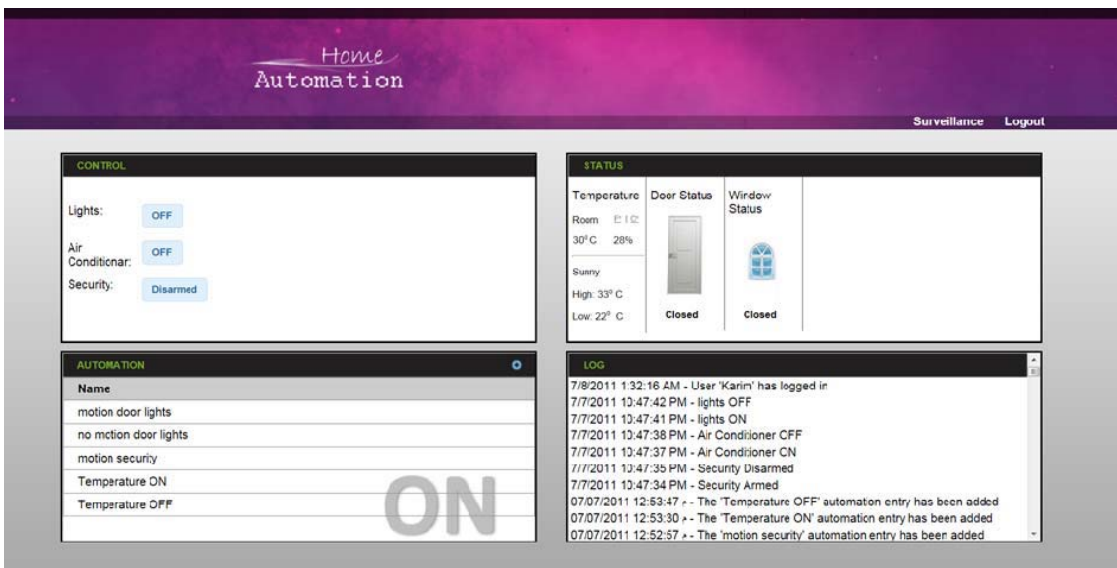 Home
Automation
Surveillance Logout
CONTROL
Lights: OFF
Air
Conditionar: OFF
Security: Disarmed
STATUS
Temperature
Room
30° C 28%
Sunny
High: 33° C
Low: 22° C
Door Status
Closed
Window
Status
Closed
AUTOMATION
Name
motion door lights
no motion door lights
motion security
Temperature ON
Temperature OFF
ON
LOG
7/8/2011 1:32:16 AM - User 'Karim' has logged in
7/7/2011 10:47:42 PM - lights OFF
7/7/2011 10:47:41 PM - lights ON
7/7/2011 10:47:38 PM - Air Conditioner OFF
7/7/2011 10:47:37 PM - Air Conditioner ON
7/7/2011 10:47:35 PM - Security Disarmed
7/7/2011 10:47:34 PM - Security Armed
07/07/2011 12:53:47 - The 'Temperature OFF' automation entry has been added
07/07/2011 12:53:30 - The 'Temperature ON' automation entry has been added
07/07/2011 12:52:57 - The 'motion security' automation entry has been added